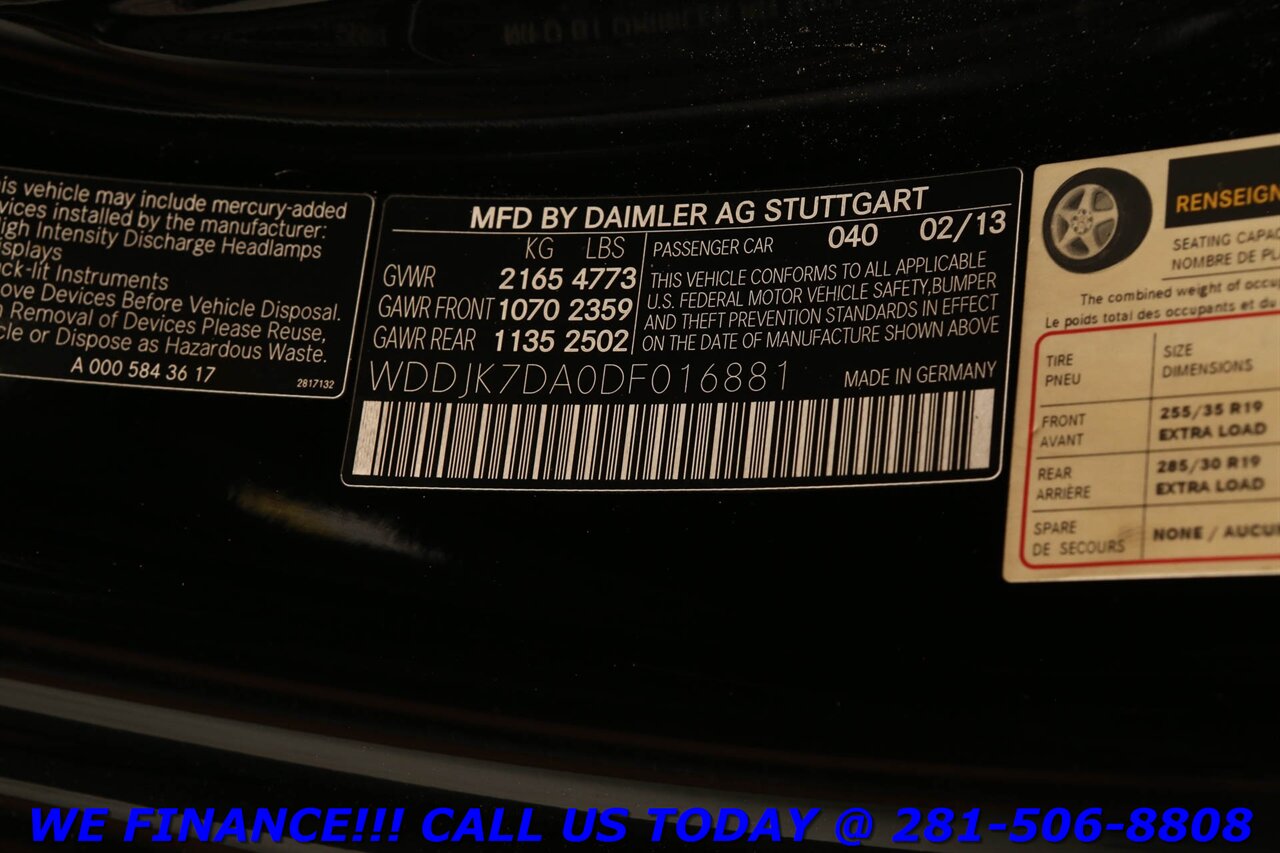 is vehicle may include mercury-added
vices installed by the manufacturer:
igh Intensity Discharge Headlamps
isplays
ck-lit Instruments
ove Devices Before Vehicle Disposal.
n Removal of Devices Please Reuse,
cle or Dispose as Hazardous Waste.
A 000 584 36 17
2817132
MFD BY DAIMLER AG STUTTGART
KG LBS
GVWR 2165 4773
GAWR FRONT 1070 2359
GAWR REAR 1135 2502
PASSENGER CAR 040 02/13
THIS VEHICLE CONFORMS TO ALL APPLICABLE
U.S. FEDERAL MOTOR VEHICLE SAFETY,BUMPER
AND THEFT PREVENTION STANDARDS IN EFFECT
ON THE DATE OF MANUFACTURE SHOWN ABOVE
WDDJK7DA0DF016881 MADE IN GERMANY
RENSEIGN
SEATING CAPAC
NOMBRE DE PL
The combined weight of occu
Le poids total des occupants et du
TIRE
PNEU
SIZE
DIMENSIONS
FRONT
AVANT
255/35 R19
EXTRA LOAD
REAR
ARRIÈRE
285/30 R19
EXTRA LOAD
SPARE
DE SECOURS
NONE / AUCU
WE FINANCE!!! CALL US TODAY @ 281-506-8808